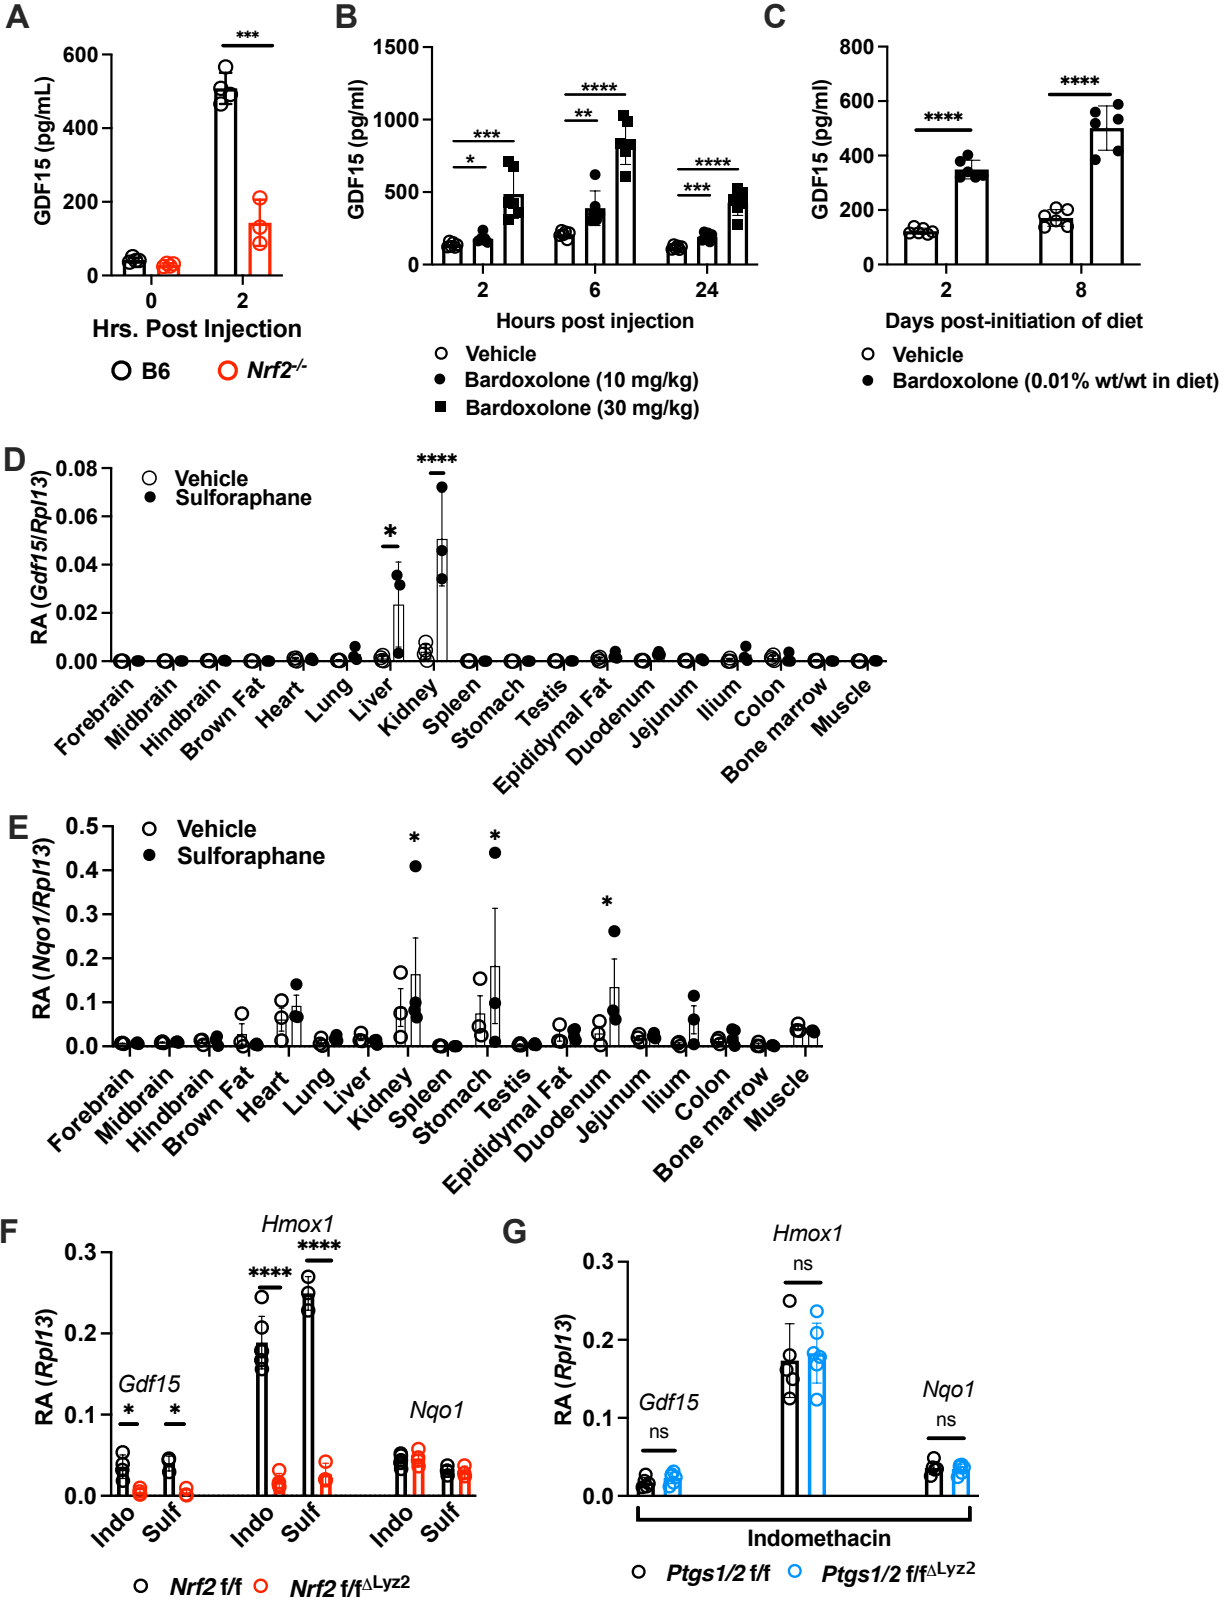 A
GDF15 (pg/mL)
600
400
200
0
***
0
2
Hrs. Post Injection
B6
Nrf2-/-
B
GDF15 (pg/ml)
1500
1000
500
0
***
*
****
**
****
***
2
6
24
Hours post injection
Vehicle
Bardoxolone (10 mg/kg)
Bardoxolone (30 mg/kg)
C
GDF15 (pg/ml)
800
600
400
200
0
****
****
2
8
Days post-initiation of diet
Vehicle
Bardoxolone (0.01% wt/wt in diet)
D
RA (Gdf15/Rpl13)
0.08
0.06
0.04
0.02
0.00
Vehicle
Sulforaphane
*
****
Forebrain
Midbrain
Hindbrain
Brown Fat
Heart
Lung
Liver
Kidney
Spleen
Stomach
Testis
Epididymal Fat
Duodenum
Jejunum
Ilium
Colon
Bone marrow
Muscle
E
RA (Nqo1/Rpl13)
0.5
0.4
0.3
0.2
0.1
0.0
Vehicle
Sulforaphane
*
*
*
Forebrain
Midbrain
Hindbrain
Brown Fat
Heart
Lung
Liver
Kidney
Spleen
Stomach
Testis
Epididymal Fat
Duodenum
Jejunum
Ilium
Colon
Bone marrow
Muscle
F
RA (Rpl13)
0.3
0.2
0.1
0.0
Gdf15
*
*
Hmox1
****
****
Nqo1
Indo
Sulf
Indo
Sulf
Indo
Sulf
Nrf2 f/f
Nrf2 f/fΔLyz2
G
RA (Rpl13)
0.3
0.2
0.1
0.0
Gdf15
ns
Hmox1
ns
Nqo1
ns
Indomethacin
Ptgs1/2 f/f
Ptgs1/2 f/fΔLyz2